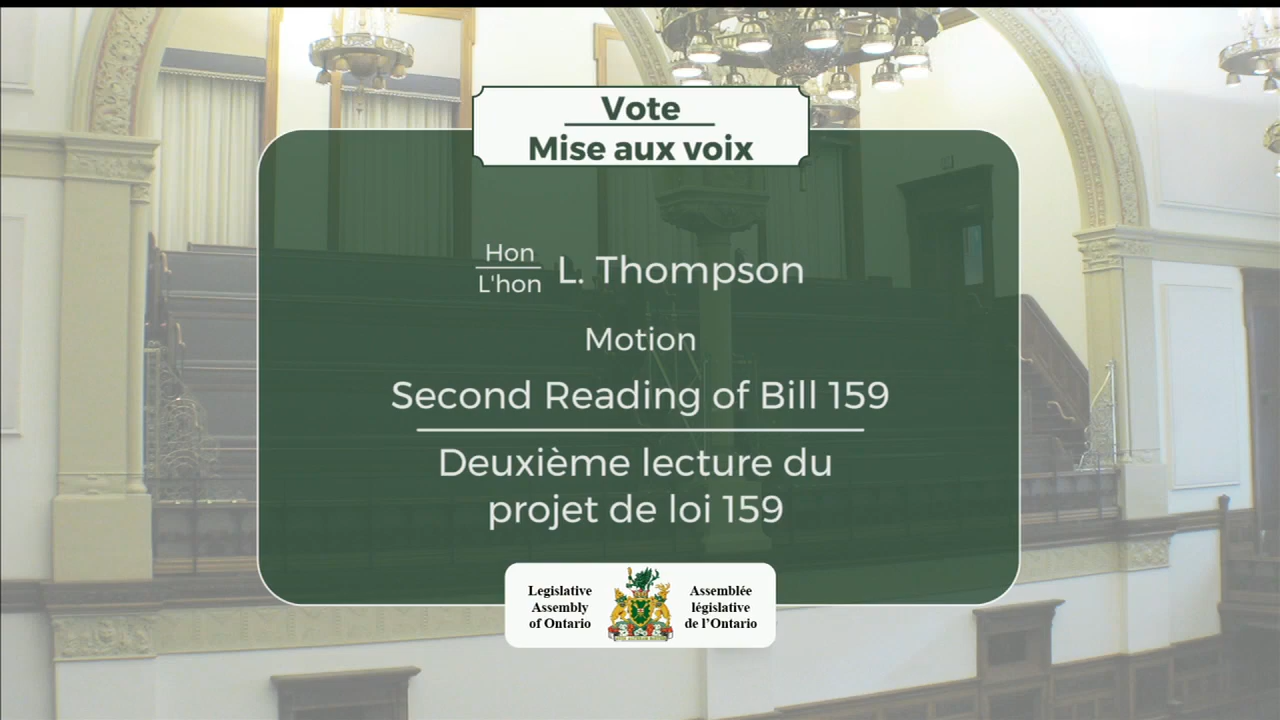 Vote
Mise aux voix
Hon
L'hon
L. Thompson
Motion
Second Reading of Bill 159
Deuxième lecture du
projet de loi 159
Legislative
Assembly
of Ontario
Assemblée
législative
de l'Ontario